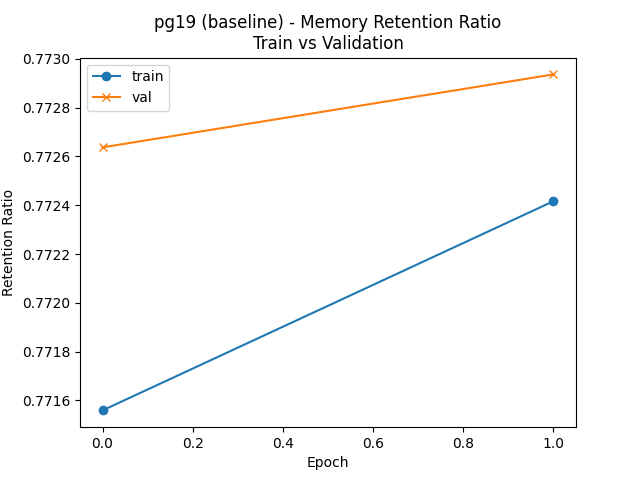 pg19 (baseline) - Memory Retention Ratio
Train vs Validation
train
val
Retention Ratio
0.7730
0.7728
0.7726
0.7724
0.7722
0.7720
0.7718
0.7716
0.0 0.2 0.4 0.6 0.8 1.0
Epoch